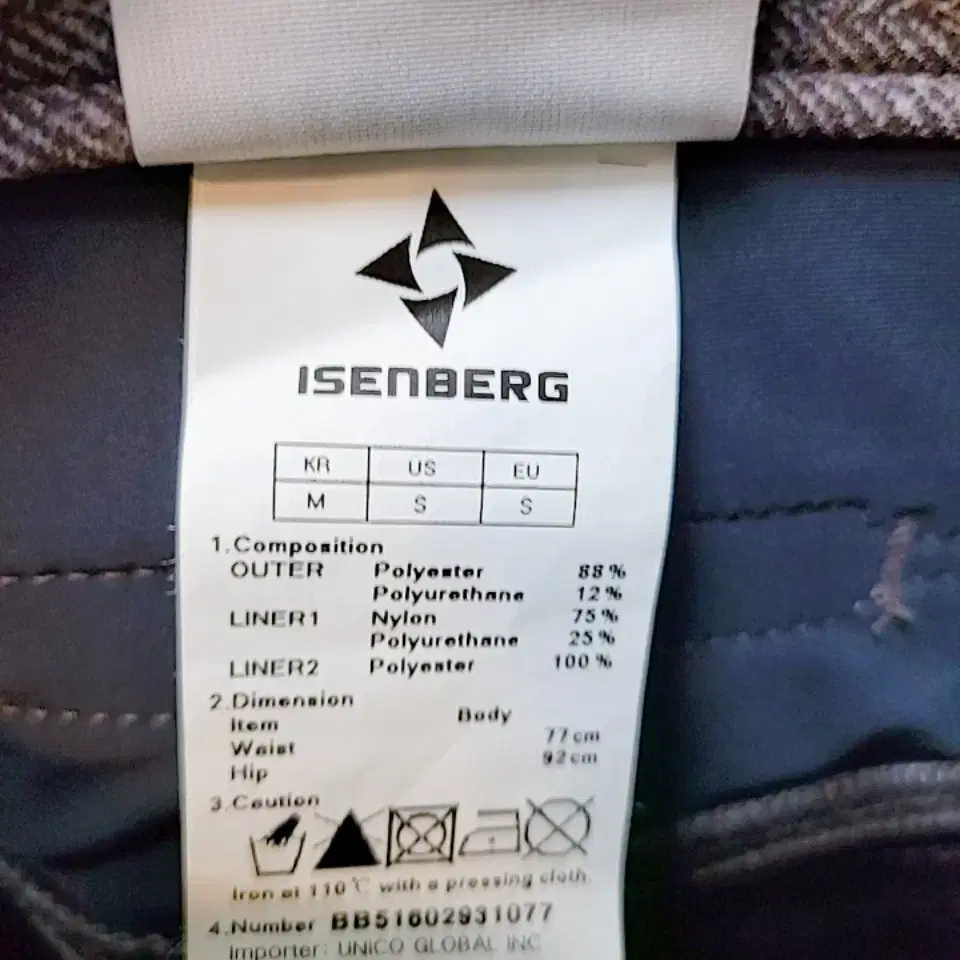 ISENBERG
KR US EU
M S S
1.Composition
OUTER Polyester 88%
Polyurethane 12%
LINER1 Nylon 75%
Polyurethane 25%
LINER2 Polyester 100%
2.Dimension
Item Body
Waist 77cm
Hip 92cm
3.Caution
Iron at 110℃ with a pressing cloth.
4.Number BB51602931077
Importer: UNICO GLOBAL INC